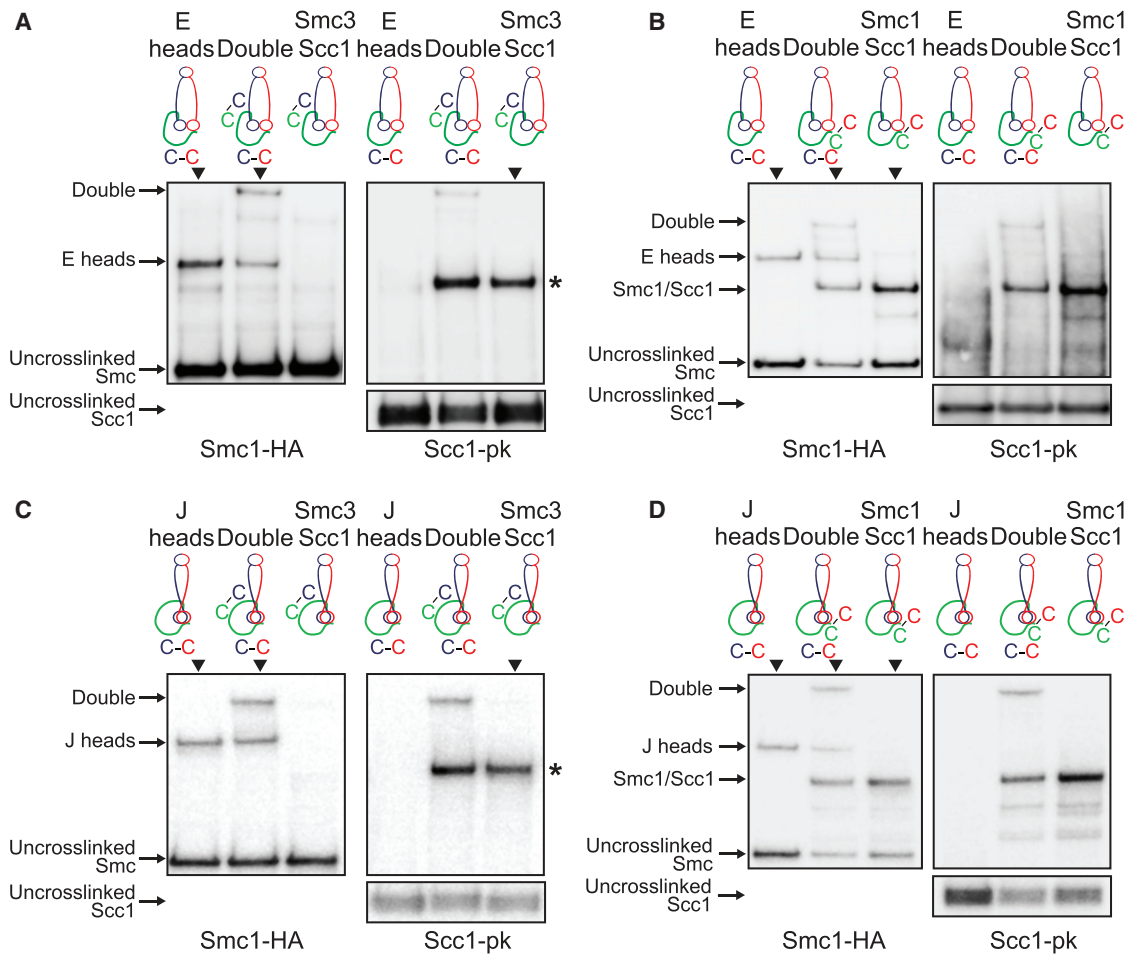 A
E
heads
Double
Smc3
Scc1
E
heads
Double
Smc3
Scc1
C
C
C
C
C-C
C-C
C
C
C
C
C-C
Double
E heads
Uncrosslinked
Smc
Uncrosslinked
Scc1
*
Smc1-HA
Scc1-pk
B
E
heads
Double
Smc1
Scc1
E
heads
Double
Smc1
Scc1
C
C
C
C
C-C
C-C
C
C
C
C
C-C
C-C
Double
E heads
Smc1/Scc1
Uncrosslinked
Smc
Uncrosslinked
Scc1
Smc1-HA
Scc1-pk
C
J
heads
Double
Smc3
Scc1
J
heads
Double
Smc3
Scc1
C
C
C
C
C-C
C-C
C
C
C
C
C-C
C-C
Double
J heads
Uncrosslinked
Smc
Uncrosslinked
Scc1
*
Smc1-HA
Scc1-pk
D
J
heads
Double
Smc1
Scc1
J
heads
Double
Smc1
Scc1
C
C
C
C
C-C
C-C
C
C
C
C
C-C
C-C
Double
J heads
Smc1/Scc1
Uncrosslinked
Smc
Uncrosslinked
Scc1
Smc1-HA
Scc1-pk